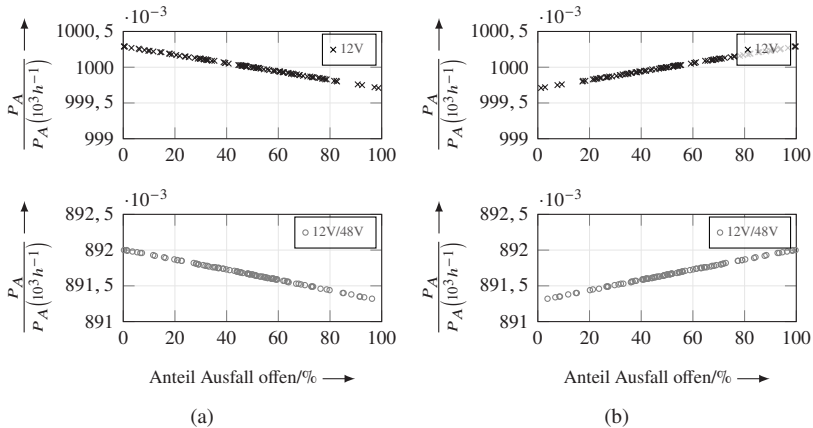 ·10⁻³
1000, 5
1000
999, 5
999
P_A
P_A(10³h⁻¹)
12V
0 20 40 60 80 100
·10⁻³
1000, 5
1000
999, 5
999
P_A
P_A(10³h⁻¹)
12V
0 20 40 60 80 100
·10⁻³
892, 5
892
891, 5
891
P_A
P_A(10³h⁻¹)
12V/48V
0 20 40 60 80 100
Anteil Ausfall offen/%
(a)
·10⁻³
892, 5
892
891, 5
891
P_A
P_A(10³h⁻¹)
12V/48V
0 20 40 60 80 100
Anteil Ausfall offen/%
(b)